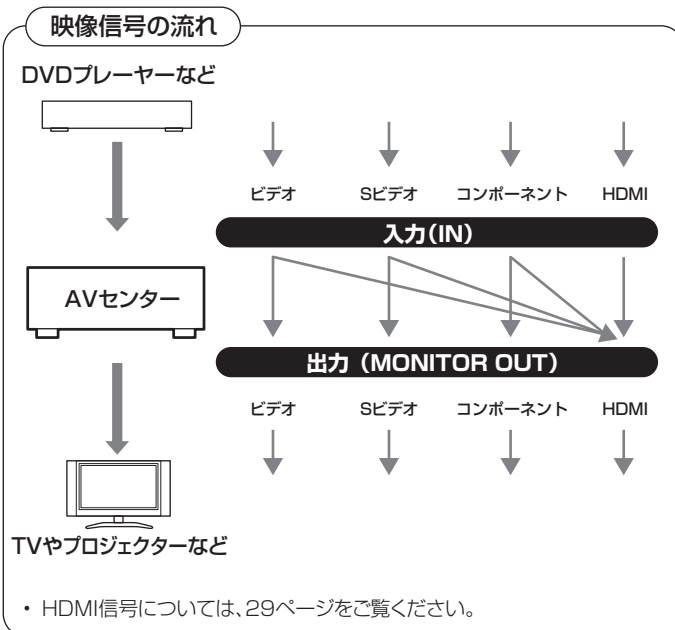 映像信号の流れ
DVDプレーヤーなど
ビデオ Sビデオ コンポーネント HDMI
入力(IN)
AVセンター
出力（MONITOR OUT）
ビデオ Sビデオ コンポーネント HDMI
TVやプロジェクターなど
・ HDMI信号については、29ページをご覧ください。